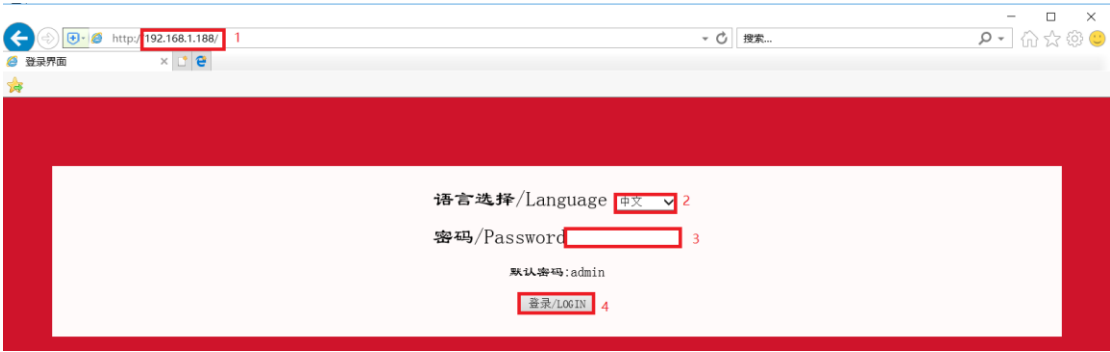 http://192.168.1.188/ 1 搜索...
登录界面
语言选择/Language 中文 2
密码/Password 3
默认密码:admin
登录/LOGIN 4